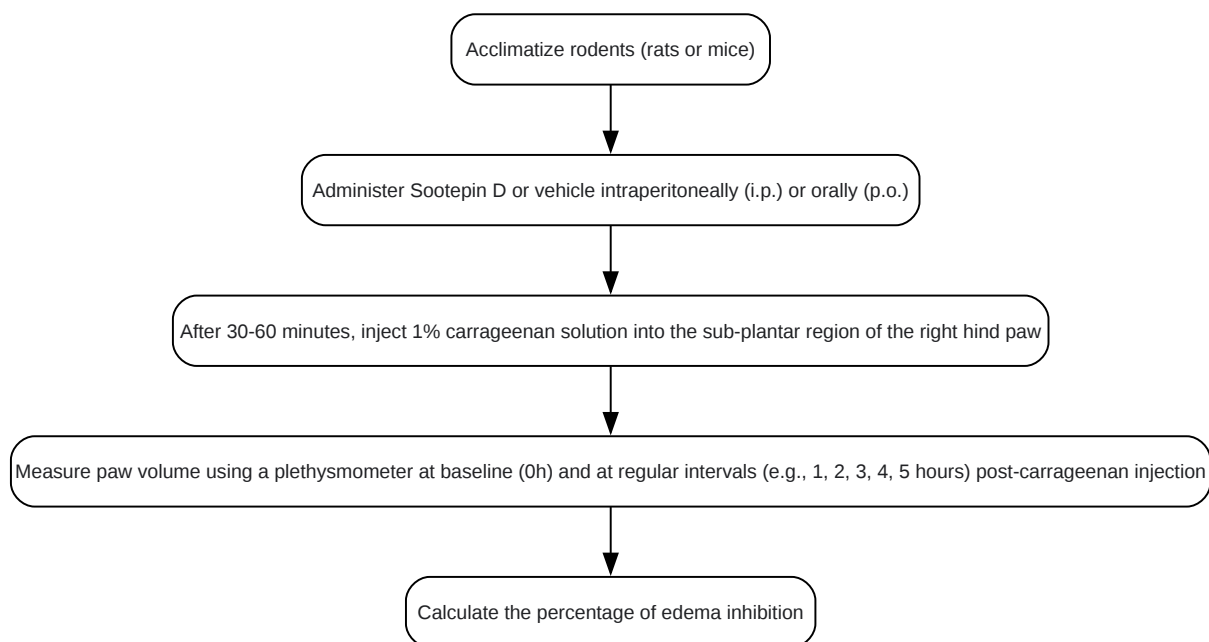 Acclimatize rodents (rats or mice)
Administer Sootepin D or vehicle intraperitoneally (i.p.) or orally (p.o.)
After 30-60 minutes, inject 1% carrageenan solution into the sub-plantar region of the right hind paw
Measure paw volume using a plethysmometer at baseline (0h) and at regular intervals (e.g., 1, 2, 3, 4, 5 hours) post-carrageenan injection
Calculate the percentage of edema inhibition